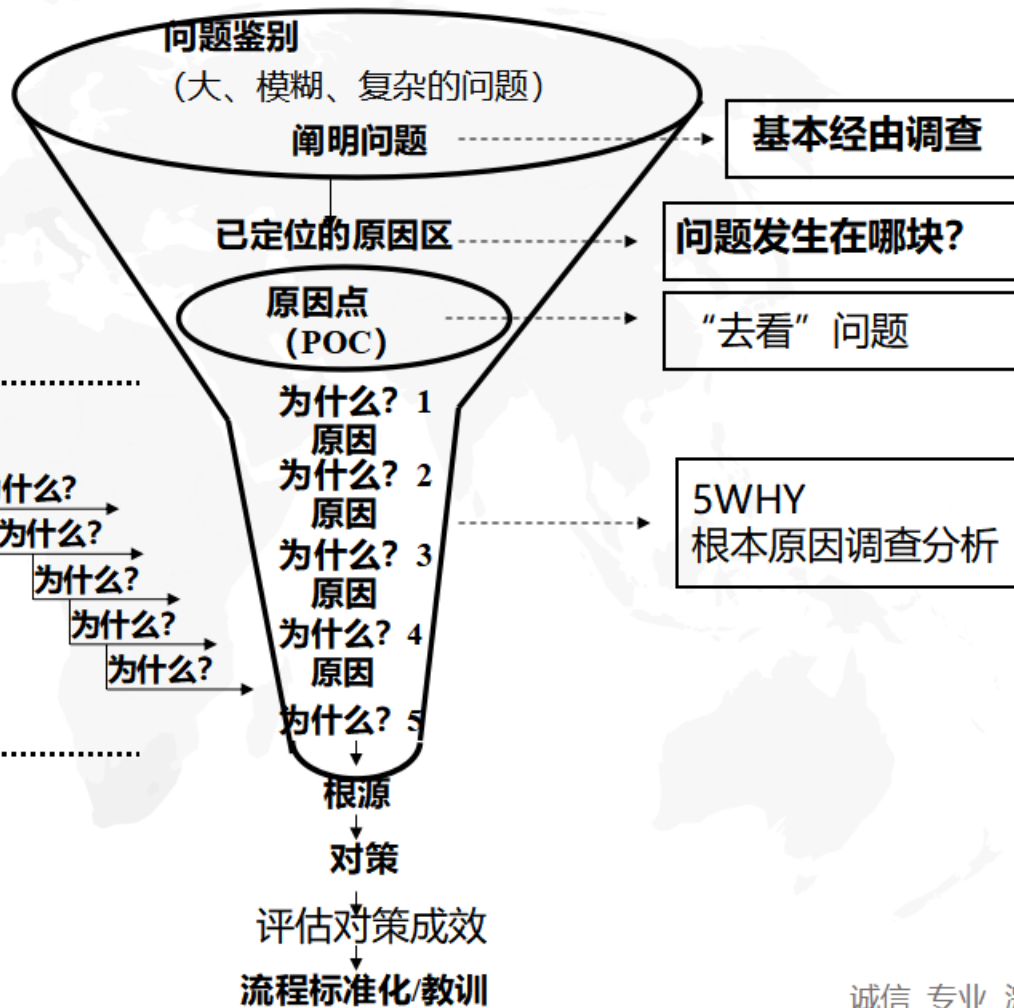 问题鉴别
（大、模糊、复杂的问题）
阐明问题
基本经由调查
已定位的原因区
问题发生在哪块？
原因点
（POC）
“去看”问题
为什么？1
原因
为什么？2
原因
为什么？3
原因
为什么？4
原因
为什么？5
5WHY
根本原因调查分析
什么？
为什么？
为什么？
为什么？
为什么？
根源
对策
评估对策成效
流程标准化/教训
诚信 专业